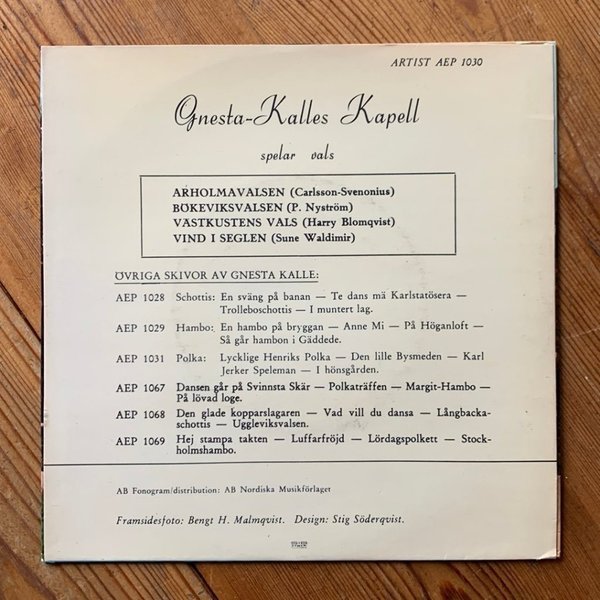 ARTIST AEP 1030
Gnesta-Kalles Kapell
spelar vals
ARHOLMAVALSEN (Carlsson-Svenonius)
BÖKEVIKSVALSEN (P. Nyström)
VÄSTKUSTENS VALS (Harry Blomqvist)
VIND I SEGLEN (Sune Waldimir)
ÖVRIGA SKIVOR AV GNESTA KALLE:
AEP 1028 Schottis: En sväng på banan — Te dans mä Karlstatösera —
Trolleboschottis — I muntert lag.
AEP 1029 Hambo: En hambo på bryggan — Anne Mi — På Höganloft —
Så går hambon i Gäddede.
AEP 1031 Polka: Lycklige Henriks Polka — Den lille Bysmeden — Karl
Jerker Speleman — I hönsgården.
AEP 1067 Dansen går på Svinnsta Skär — Polkaträffen — Margit-Hambo —
På lövad loge.
AEP 1068 Den glade kopparslagaren — Vad vill du dansa — Långbacka-
schottis — Uggleviksvalsen.
AEP 1069 Hej stampa takten — Luffarfröjd — Lördagspolkett — Stock-
holmshambo.
AB Fonogram/distribution: AB Nordiska Musikförlaget
Framsidesfoto: Bengt H. Malmqvist. Design: Stig Söderqvist.